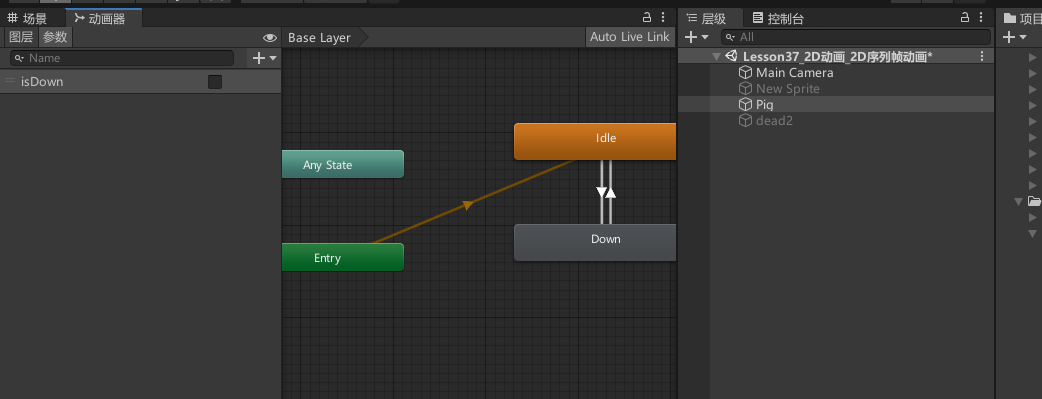 场景
动画器
图层 参数
Name
isDown
Base Layer
Auto Live Link
Idle
Any State
Down
Entry
层级
控制台
All
Lesson37_2D动画_2D序列帧动画*
Main Camera
New Sprite
Pig
dead2
项目